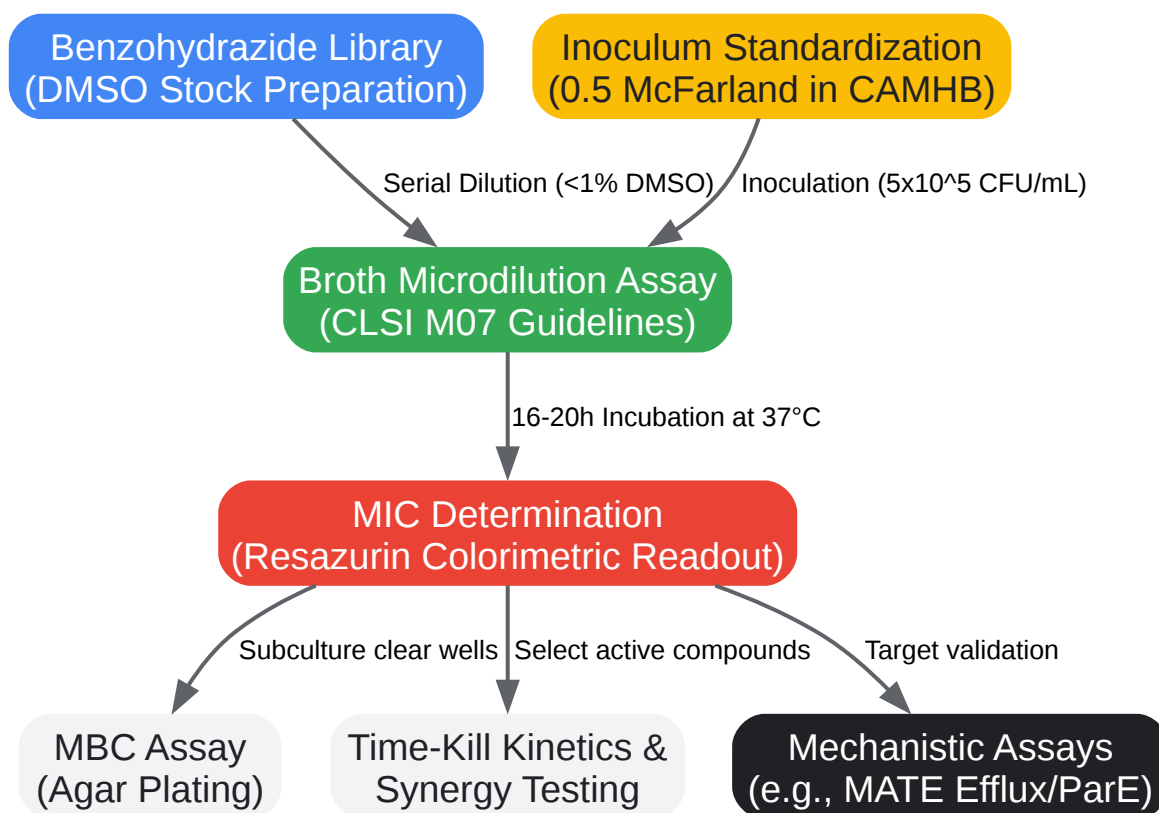 Benzohydrazide Library
(DMSO Stock Preparation)
Inoculum Standardization
(0.5 McFarland in CAMHB)
Serial Dilution (<1% DMSO)
Inoculation (5x10^5 CFU/mL)
Broth Microdilution Assay
(CLSI M07 Guidelines)
16-20h Incubation at 37°C
MIC Determination
(Resazurin Colorimetric Readout)
Subculture clear wells
Select active compounds
Target validation
MBC Assay
(Agar Plating)
Time-Kill Kinetics &
Synergy Testing
Mechanistic Assays
(e.g., MATE Efflux/ParE)